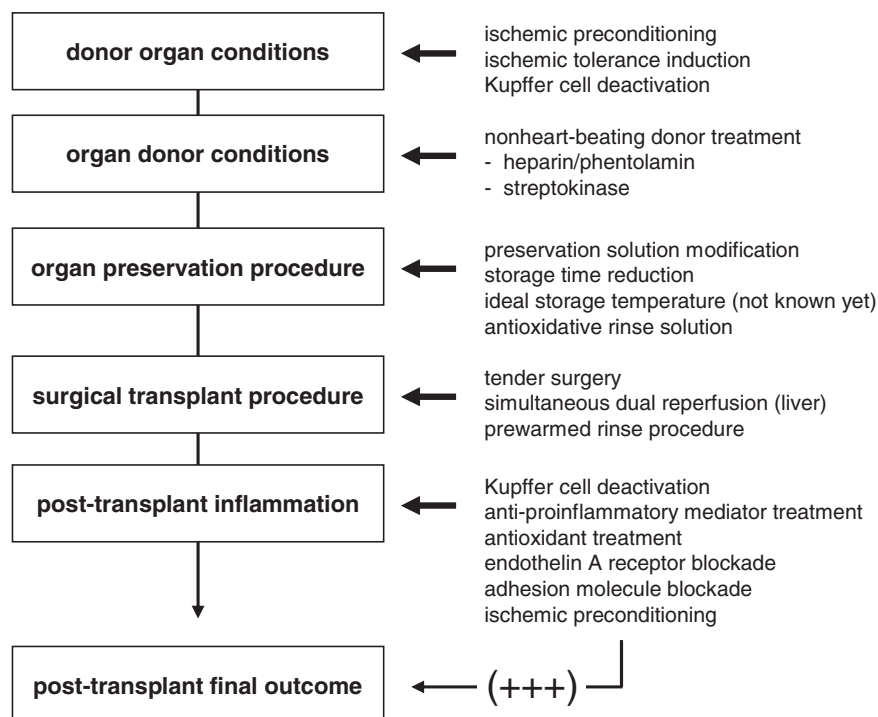 donor organ conditions
ischemic preconditioning
ischemic tolerance induction
Kupffer cell deactivation
organ donor conditions
nonheart-beating donor treatment
- heparin/phentolamin
- streptokinase
organ preservation procedure
preservation solution modification
storage time reduction
ideal storage temperature (not known yet)
antioxidative rinse solution
surgical transplant procedure
tender surgery
simultaneous dual reperfusion (liver)
prewarmed rinse procedure
post-transplant inflammation
Kupffer cell deactivation
anti-proinflammatory mediator treatment
antioxidant treatment
endothelin A receptor blockade
adhesion molecule blockade
ischemic preconditioning
post-transplant final outcome
(+++)